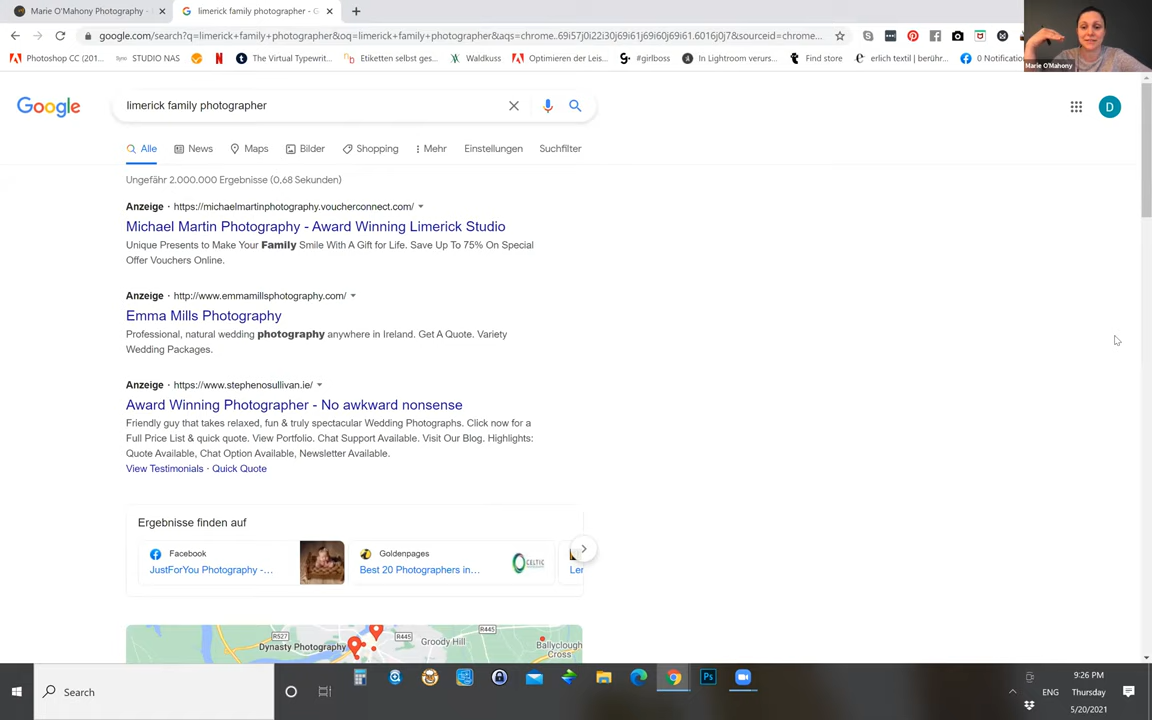 Marie O'Mahony Photography -
limerick family photographer - G
google.com/search?q=limerick+family+photographer&oq=limerick+family+photographer&aqs=chrome..69i57j0i22i30j69i61j69i60j69i61.6016j0j7&sourceid=chrome...
Photoshop CC (201...
STUDIO NAS
The Virtual Typewrit...
Etiketten selbst ges...
Waldkuss
Optimieren der Leis...
#girlboss
In Lightroom verurs...
Find store
erlich textil | berühr...
0 Notificatio
Marie O'Mahony
Google
limerick family photographer
D
Alle
News
Maps
Bilder
Shopping
Mehr
Einstellungen
Suchfilter
Ungefähr 2.000.000 Ergebnisse (0,68 Sekunden)
Anzeige · https://michaelmartinphotography.voucherconnect.com/
Michael Martin Photography - Award Winning Limerick Studio
Unique Presents to Make Your Family Smile With A Gift for Life. Save Up To 75% On Special
Offer Vouchers Online.
Anzeige · http://www.emmamillsphotography.com/
Emma Mills Photography
Professional, natural wedding photography anywhere in Ireland. Get A Quote. Variety
Wedding Packages.
Anzeige · https://www.stephenosullivan.ie/
Award Winning Photographer - No awkward nonsense
Friendly guy that takes relaxed, fun & truly spectacular Wedding Photographs. Click now for a
Full Price List & quick quote. View Portfolio. Chat Support Available. Visit Our Blog. Highlights:
Quote Available, Chat Option Available, Newsletter Available.
View Testimonials · Quick Quote
Ergebnisse finden auf
Facebook
JustForYou Photography -...
Goldenpages
Best 20 Photographers in...
CELTIC
Ler
R527
R445
R445
Groody Hill
Dynasty Photography
Ballyclough
Cross
Search
ENG
9:26 PM
Thursday
5/20/2021